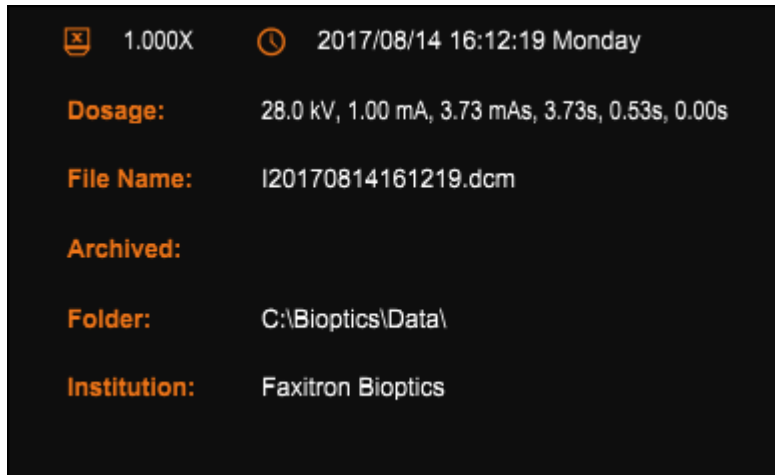 1.000X 2017/08/14 16:12:19 Monday
Dosage: 28.0 kV, 1.00 mA, 3.73 mAs, 3.73s, 0.53s, 0.00s
File Name: I20170814161219.dcm
Archived:
Folder: C:\Bioptics\Data\
Institution: Faxitron Bioptics